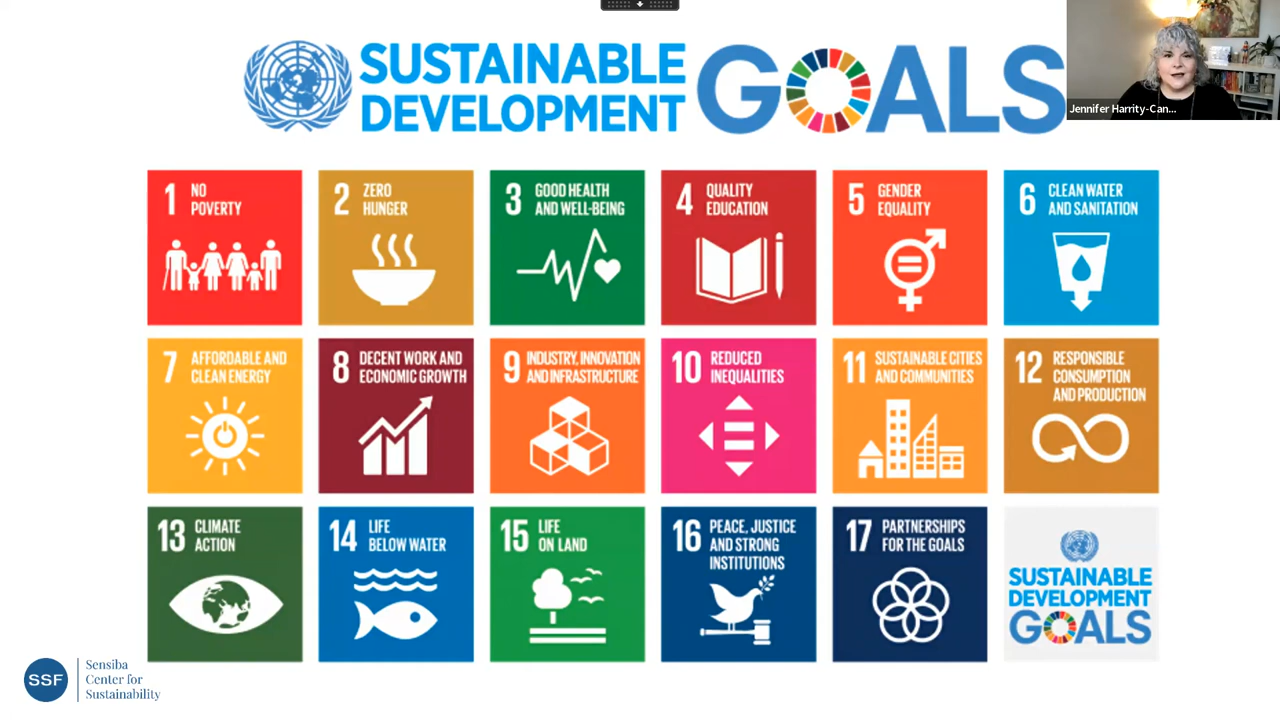 SUSTAINABLE
DEVELOPMENT
GOALS
Jennifer Harrity-Can...
1 NO
POVERTY
2 ZERO
HUNGER
3 GOOD HEALTH
AND WELL-BEING
4 QUALITY
EDUCATION
5 GENDER
EQUALITY
6 CLEAN WATER
AND SANITATION
7 AFFORDABLE AND
CLEAN ENERGY
8 DECENT WORK AND
ECONOMIC GROWTH
9 INDUSTRY, INNOVATION
AND INFRASTRUCTURE
10 REDUCED
INEQUALITIES
11 SUSTAINABLE CITIES
AND COMMUNITIES
12 RESPONSIBLE
CONSUMPTION
AND PRODUCTION
13 CLIMATE
ACTION
14 LIFE
BELOW WATER
15 LIFE
ON LAND
16 PEACE, JUSTICE
AND STRONG
INSTITUTIONS
17 PARTNERSHIPS
FOR THE GOALS
SUSTAINABLE
DEVELOPMENT
GOALS
SSF
Sensiba
Center for
Sustainability